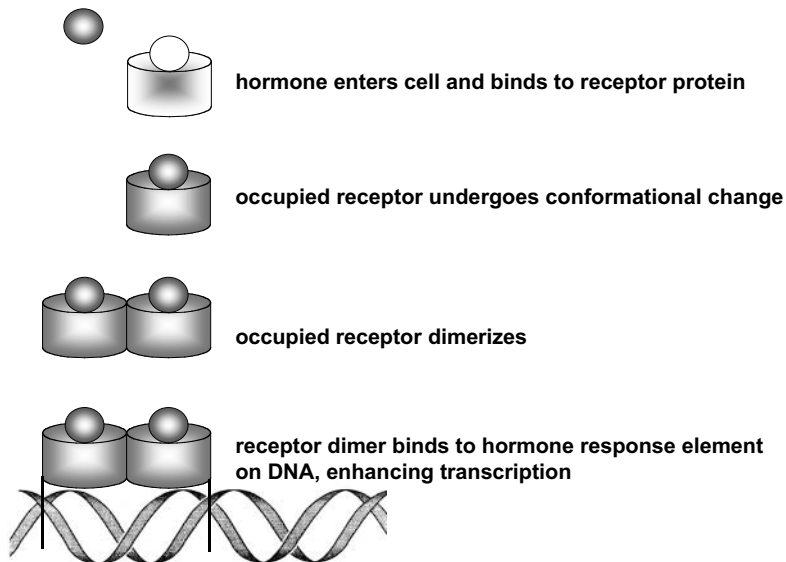 hormone enters cell and binds to receptor protein
occupied receptor undergoes conformational change
occupied receptor dimerizes
receptor dimer binds to hormone response element
on DNA, enhancing transcription